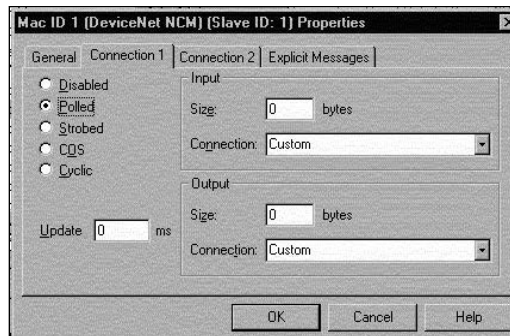 Mac ID 1 (DeviceNet NCM) (Slave ID: 1) Properties
General Connection 1 Connection 2 Explicit Messages
Disabled
Polled
Strobed
COS
Cyclic
Update 0 ms
Input
Size: 0 bytes
Connection: Custom
Output
Size: 0 bytes
Connection: Custom
OK Cancel Help